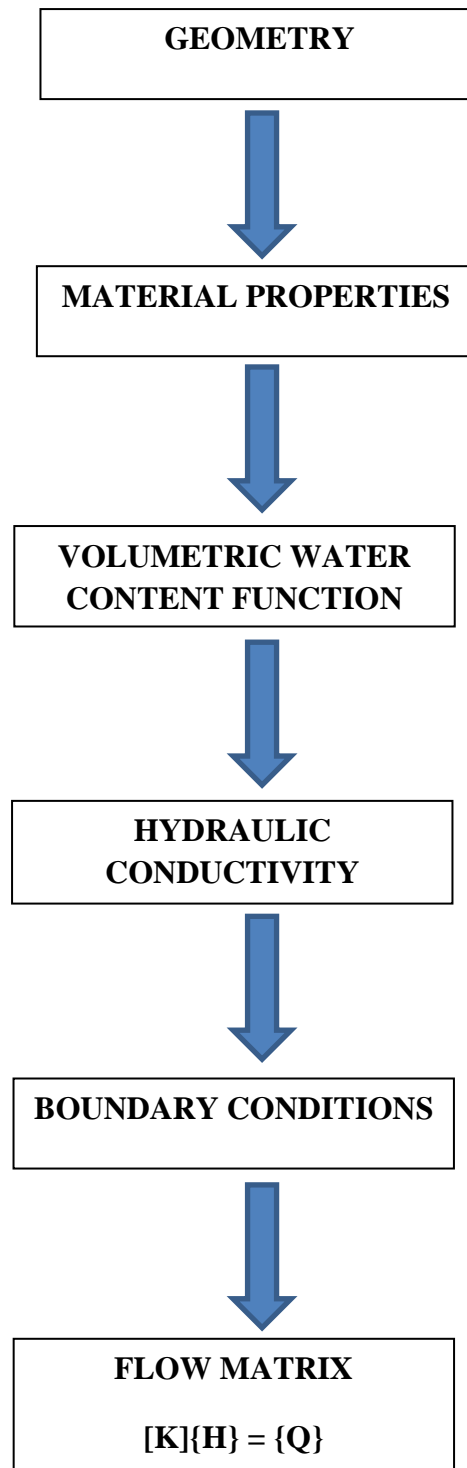 GEOMETRY
MATERIAL PROPERTIES
VOLUMETRIC WATER
CONTENT FUNCTION
HYDRAULIC
CONDUCTIVITY
BOUNDARY CONDITIONS
FLOW MATRIX
[K]{H} = {Q}